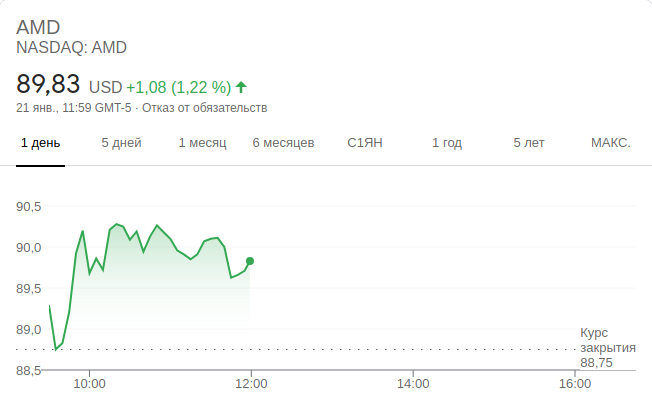 AMD
NASDAQ: AMD
89,83 USD +1,08 (1,22 %)
21 янв., 11:59 GMT-5 · Отказ от обязательств
1 день 5 дней 1 месяц 6 месяцев С1ЯН 1 год 5 лет МАКС.
90,5
90,0
89,5
89,0
Курс
закрытия
88,75
88,5
10:00 12:00 14:00 16:00